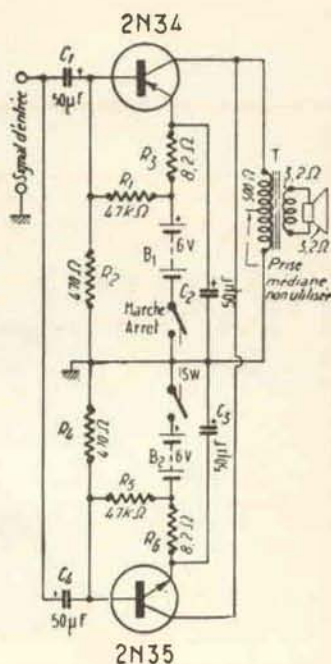 2N34
C1
50µF
Signal d'entrée
R3
8,2Ω
R1
47kΩ
T
500Ω
3,2Ω
3,2Ω
Prise
médiane,
non utilisée
6V
B1
R2
470Ω
C2
50µF
Marche
Arret
ISW
R4
470Ω
C3
50µF
B2
6V
R5
47kΩ
R6
8,2Ω
C4
50µF
2N35